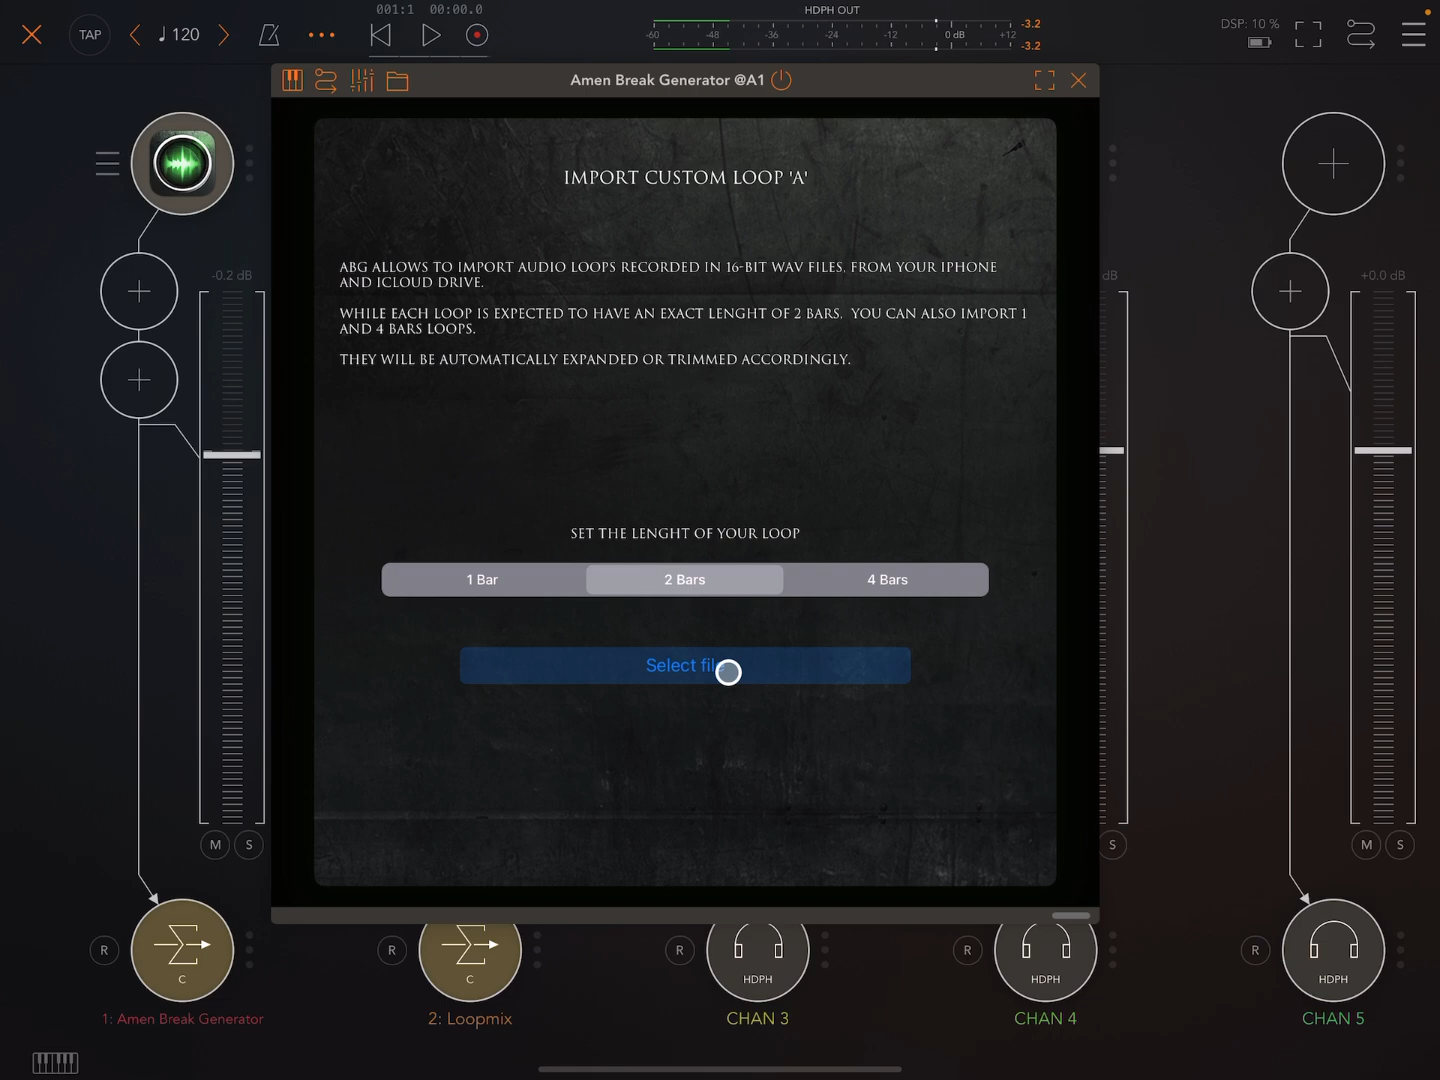 TAP
♩ 120
001:1 00:00.0
HDPH OUT
-60 -48 -36 -24 -12 0 dB +12
-3.2
-3.2
DSP: 10 %
Amen Break Generator @A1
IMPORT CUSTOM LOOP 'A'
ABG ALLOWS TO IMPORT AUDIO LOOPS RECORDED IN 16-BIT WAV FILES, FROM YOUR IPHONE
AND ICLOUD DRIVE.
WHILE EACH LOOP IS EXPECTED TO HAVE AN EXACT LENGHT OF 2 BARS, YOU CAN ALSO IMPORT 1
AND 4 BARS LOOPS.
THEY WILL BE AUTOMATICALLY EXPANDED OR TRIMMED ACCORDINGLY.
SET THE LENGHT OF YOUR LOOP
1 Bar 2 Bars 4 Bars
Select file
-0.2 dB
dB
+0.0 dB
M S
S
M S
R C
R C
R HDPH
R HDPH
R HDPH
1: Amen Break Generator
2: Loopmix
CHAN 3
CHAN 4
CHAN 5